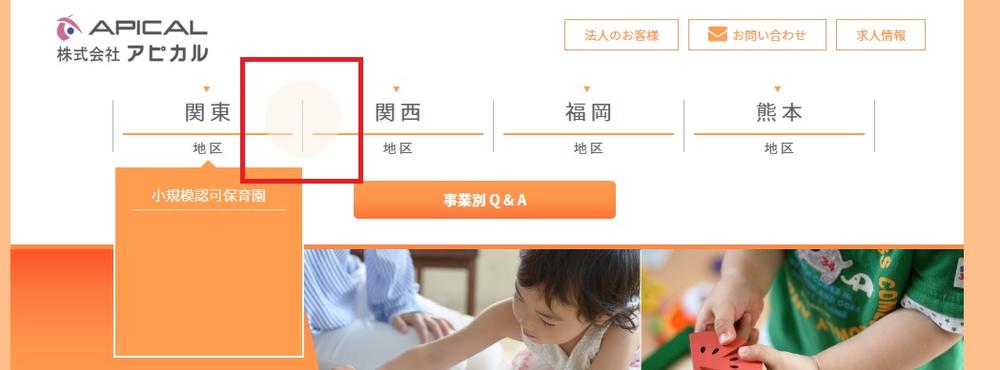 APICAL
株式会社 アピカル
法人のお客様
お問い合わせ
求人情報
関東
地区
関西
地区
福岡
地区
熊本
地区
小規模認可保育園
事業別 Q & A